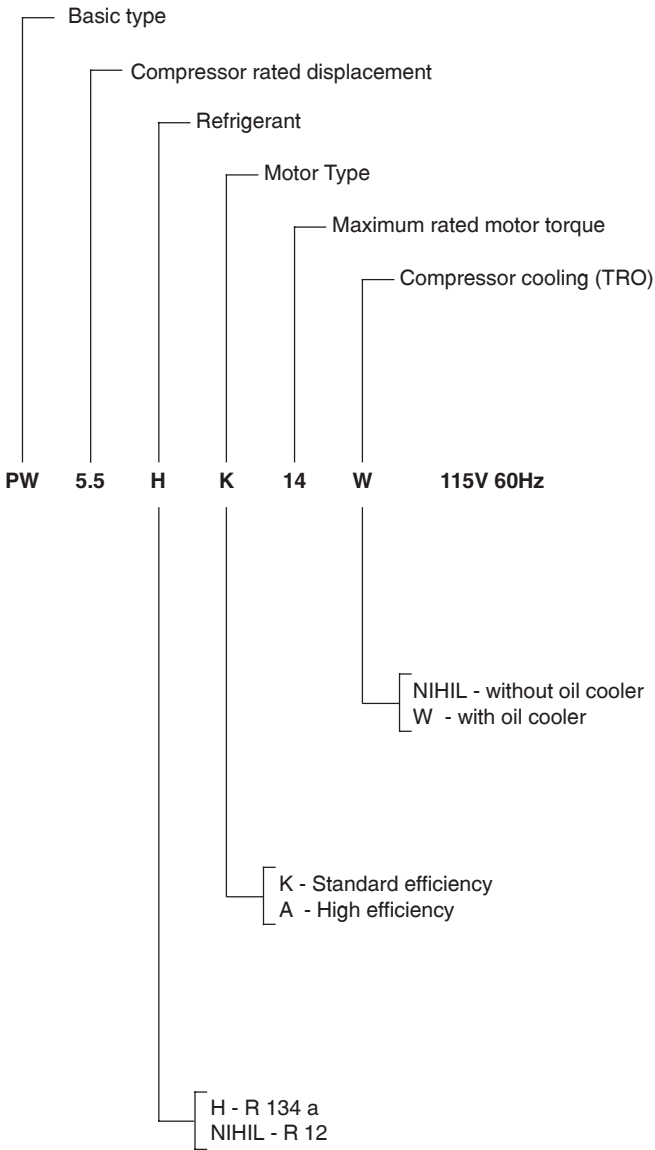 Basic type
Compressor rated displacement
Refrigerant
Motor Type
Maximum rated motor torque
Compressor cooling (TRO)
PW 5.5 H K 14 W 115V 60Hz
NIHIL - without oil cooler
W - with oil cooler
K - Standard efficiency
A - High efficiency
H - R 134 a
NIHIL - R 12